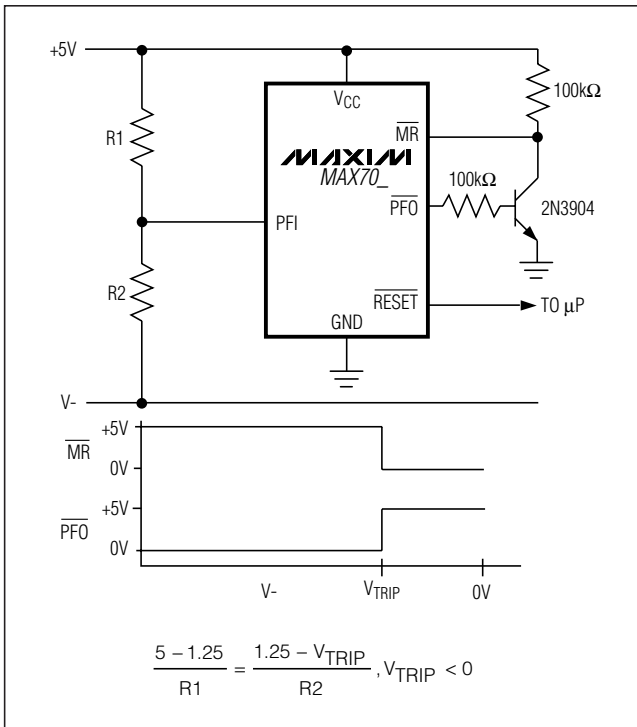 +5V
VCC
100kΩ
R1
MR
MAXIM
MAX70_
100kΩ
PFO
2N3904
PFI
R2
RESET
TO μP
GND
V-
+5V
MR
0V
+5V
PFO
0V
V-
VTRIP
0V
5 – 1.25
R1
=
1.25 – VTRIP
R2
, VTRIP < 0